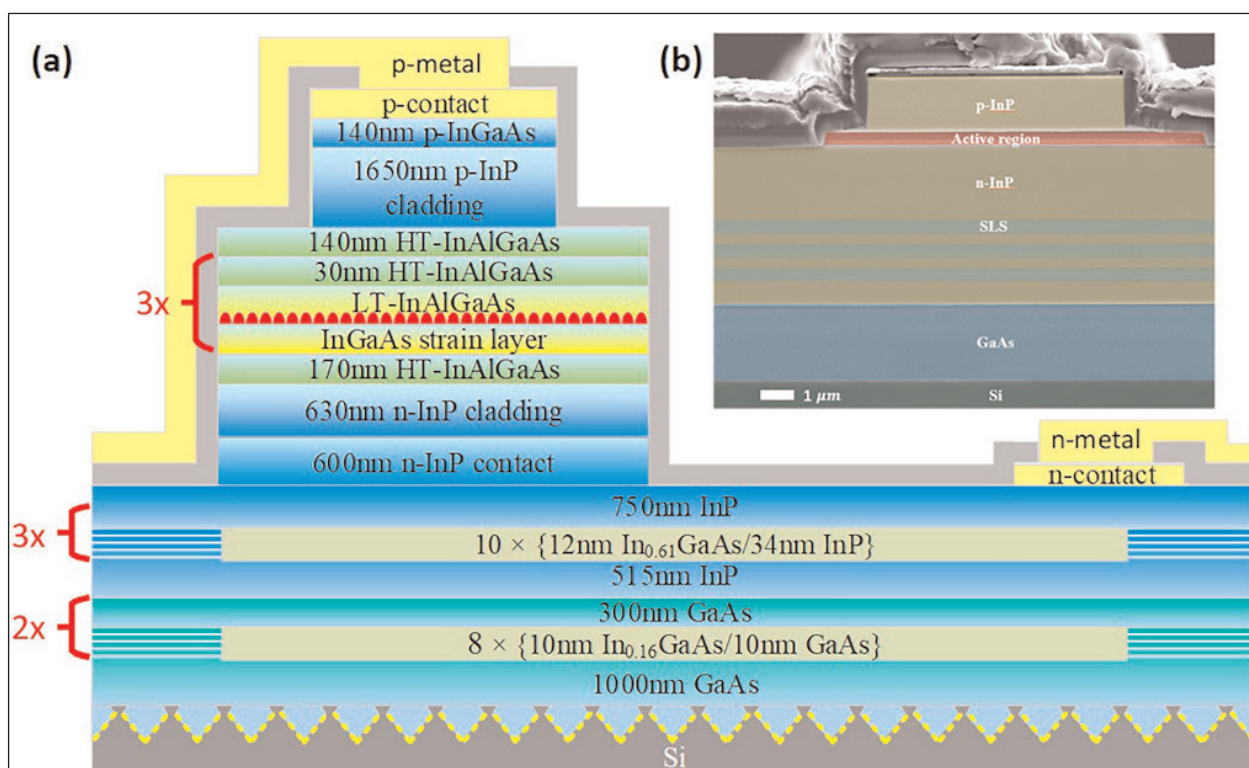 (a)
p-metal
p-contact
140nm p-InGaAs
1650nm p-InP
cladding
140nm HT-InAlGaAs
3x
30nm HT-InAlGaAs
LT-InAlGaAs
InGaAs strain layer
170nm HT-InAlGaAs
630nm n-InP cladding
600nm n-InP contact
n-metal
n-contact
3x
750nm InP
10 × {12nm In₀.₆₁GaAs/34nm InP}
515nm InP
2x
300nm GaAs
8 × {10nm In₀.₁₆GaAs/10nm GaAs}
1000nm GaAs
Si
(b)
p-InP
Active region
n-InP
SLS
GaAs
1 μm
Si